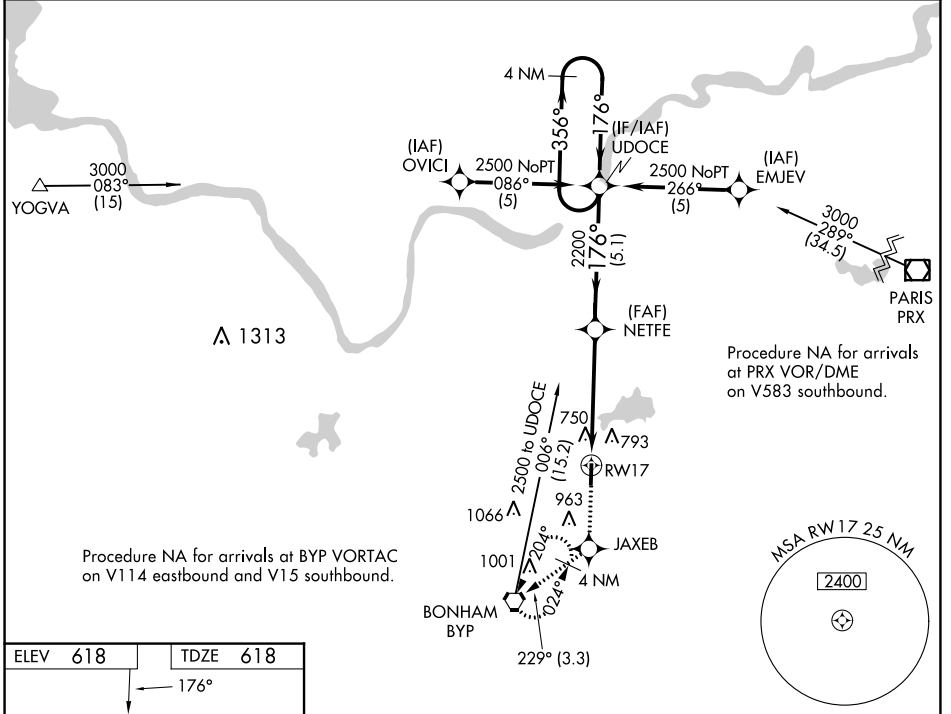 4 NM
356°
176°
(IF/IAF)
UDOCE
(IAF)
OVICI
2500 NoPT
086°
(5)
2500 NoPT
266°
(5)
(IAF)
EMJEV
3000
083°
(15)
YOGVA
3000
289°
(34.5)
PARIS
PRX
2200
176°
(5.1)
(FAF)
NETFE
1313
Procedure NA for arrivals
at PRX VOR/DME
on V583 southbound.
2500 to UDOCE
006°
(15.2)
750
793
RW17
963
1066
1001
204°
JAXEB
4 NM
024°
BONHAM
BYP
229° (3.3)
Procedure NA for arrivals at BYP VORTAC
on V114 eastbound and V15 southbound.
MSA RW17 25 NM
2400
ELEV 618
TDZE 618
176°